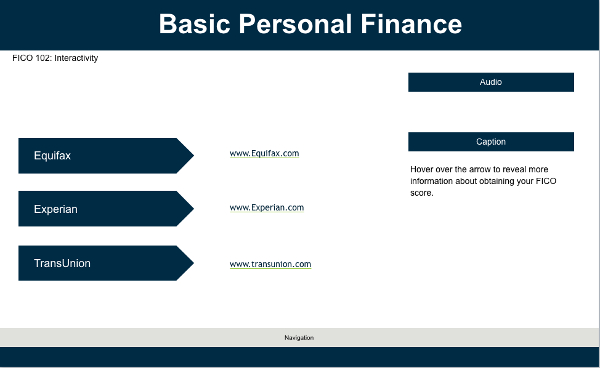 Basic Personal Finance
FICO 102: Interactivity
Audio
Caption
Hover over the arrow to reveal more
information about obtaining your FICO
score.
Equifax
www.Equifax.com
Experian
www.Experian.com
TransUnion
www.transunion.com
Navigation